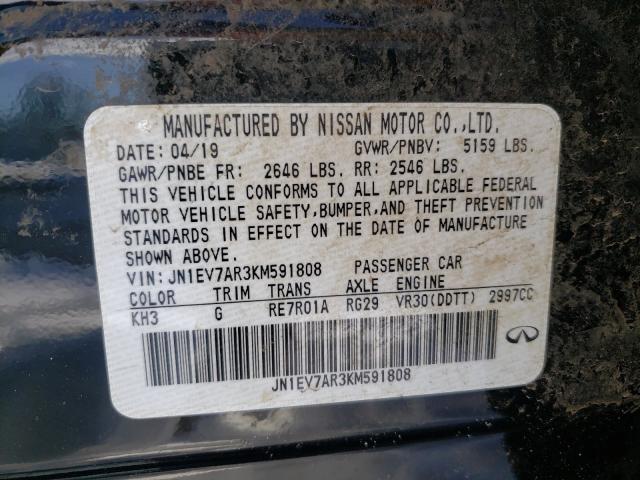 MANUFACTURED BY NISSAN MOTOR CO.,LTD.
DATE: 04/19 GVWR/PNBV: 5159 LBS.
GAWR/PNBE FR: 2646 LBS. RR: 2546 LBS.
THIS VEHICLE CONFORMS TO ALL APPLICABLE FEDERAL
MOTOR VEHICLE SAFETY, BUMPER, AND THEFT PREVENTION
STANDARDS IN EFFECT ON THE DATE OF MANUFACTURE
SHOWN ABOVE.
VIN: JN1EV7AR3KM591808 PASSENGER CAR
COLOR TRIM TRANS AXLE ENGINE
KH3 G RE7R01A RG29 VR30(DDTT) 2997CC
JN1EV7AR3KM591808